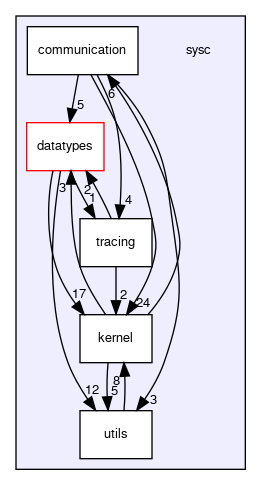 communication
sysc
5
6
datatypes
3
2
1
4
tracing
17
2
24
kernel
12
8
5
3
utils